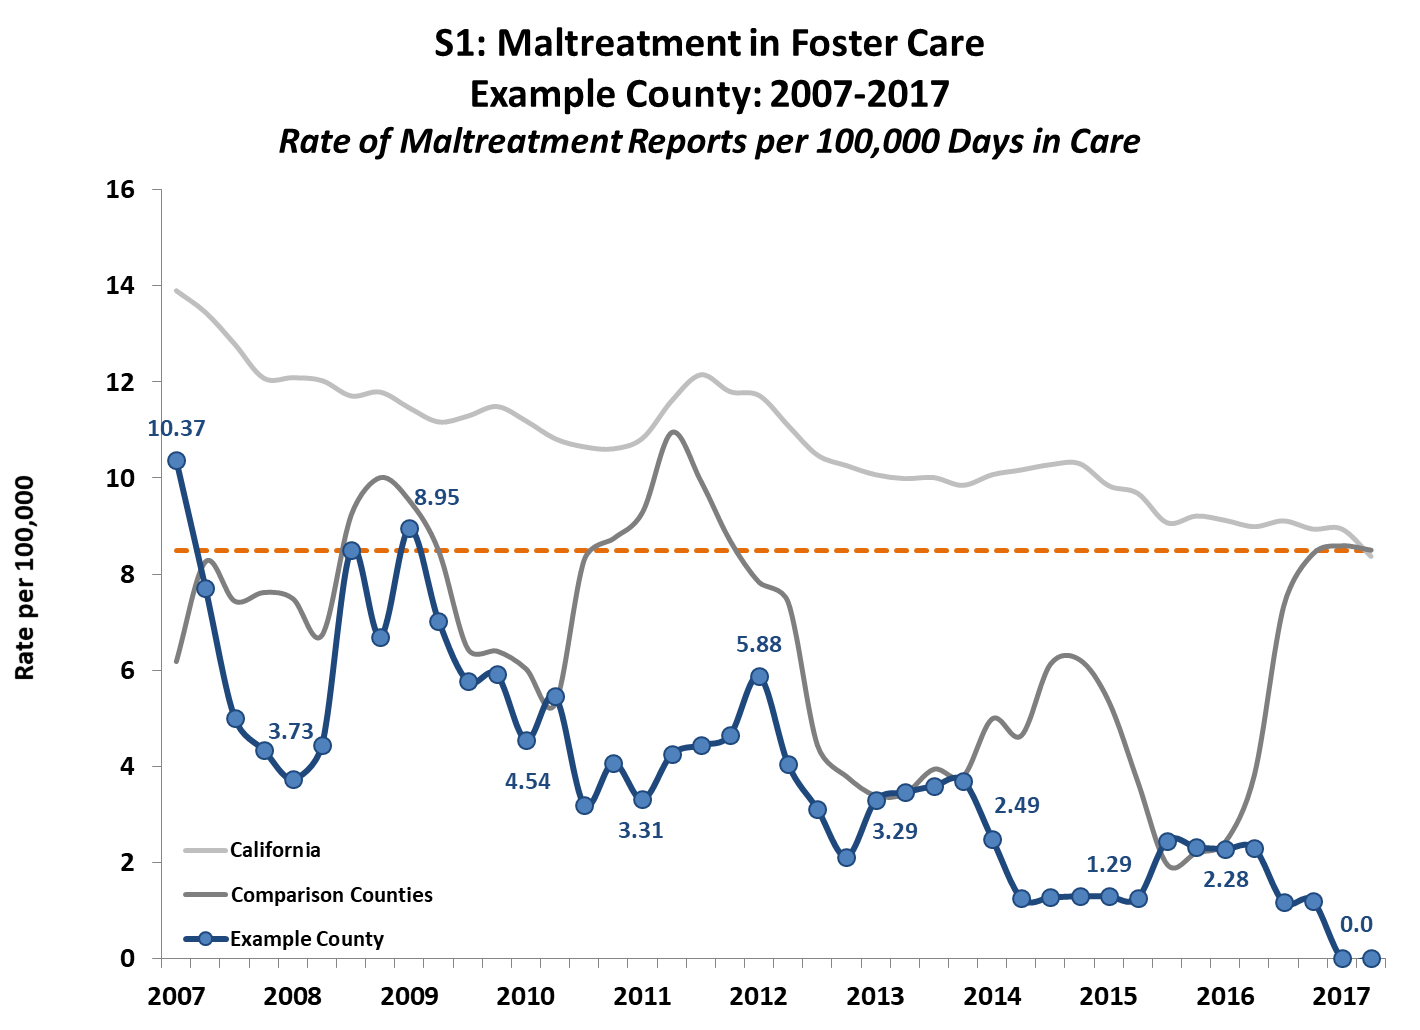 S1: Maltreatment in Foster Care
Example County: 2007-2017
Rate of Maltreatment Reports per 100,000 Days in Care
Rate per 100,000
16
14
12
10
8
6
4
2
0
10.37
3.73
8.95
4.54
3.31
5.88
3.29
2.49
1.29
2.28
0.0
California
Comparison Counties
Example County
2007 2008 2009 2010 2011 2012 2013 2014 2015 2016 2017